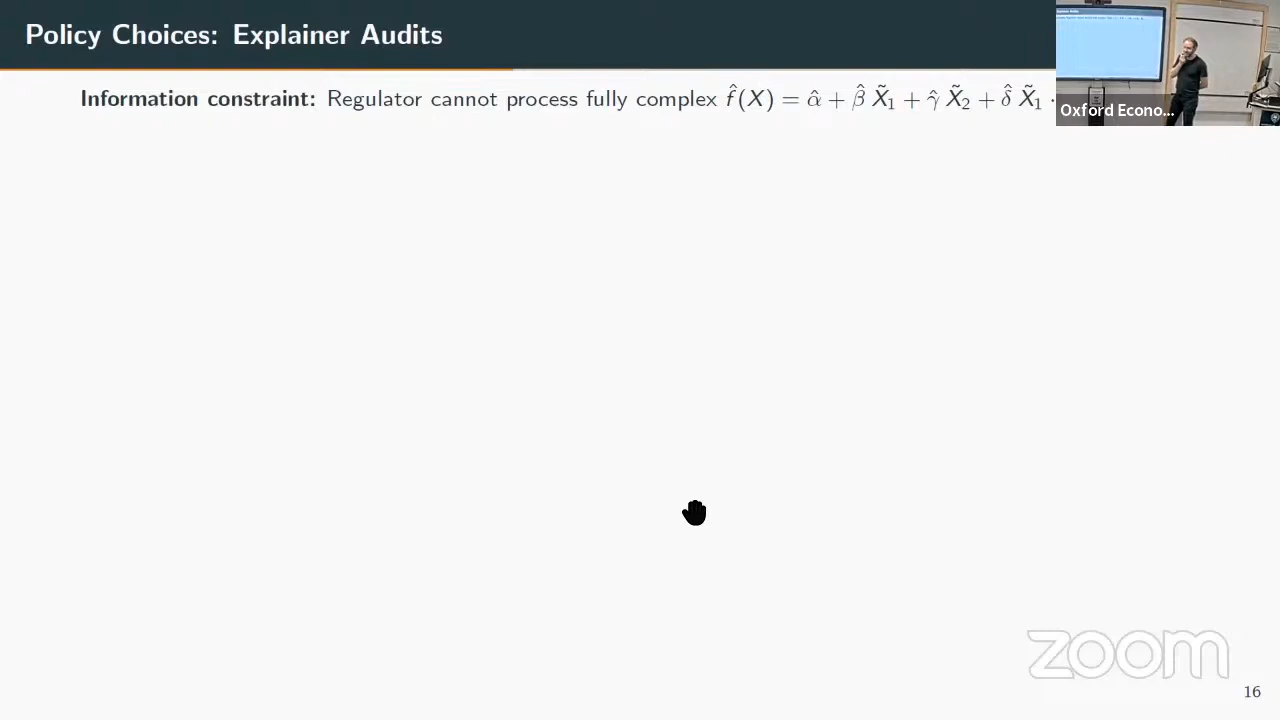 Policy Choices: Explainer Audits
Information constraint: Regulator cannot process fully complex f̂(X) = α̂ + β̂ X̃₁ + γ̂ X̃₂ + δ̂ X̃₁ ·
Oxford Econo...
zoom
16